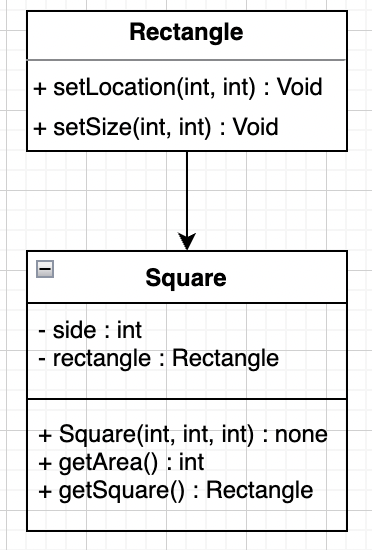 Rectangle
+ setLocation(int, int) : Void
+ setSize(int, int) : Void
Square
- side : int
- rectangle : Rectangle
+ Square(int, int, int) : none
+ getArea() : int
+ getSquare() : Rectangle